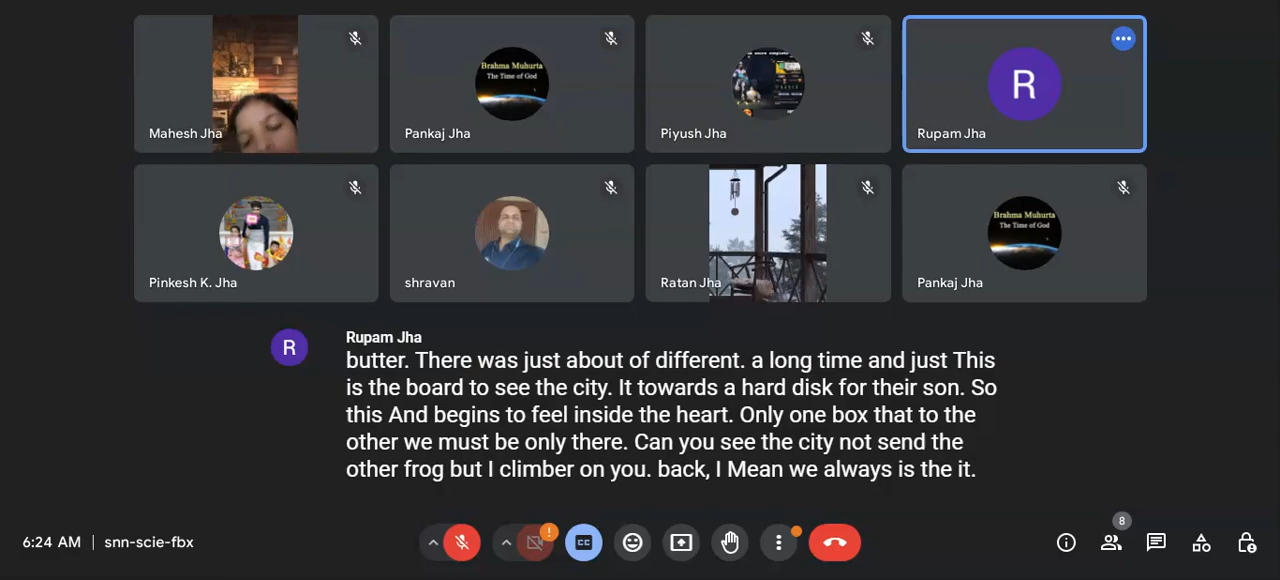 Mahesh Jha
Brahma Muhurta
The Time of God
Pankaj Jha
Piyush Jha
R
Rupam Jha
Pinkesh K. Jha
shravan
Ratan Jha
Brahma Muhurta
The Time of God
Pankaj Jha
R
Rupam Jha
butter. There was just about of different. a long time and just This
is the board to see the city. It towards a hard disk for their son. So
this And begins to feel inside the heart. Only one box that to the
other we must be only there. Can you see the city not send the
other frog but I climber on you. back, I Mean we always is the it.
6:24 AM | snn-scie-fbx
CC
8